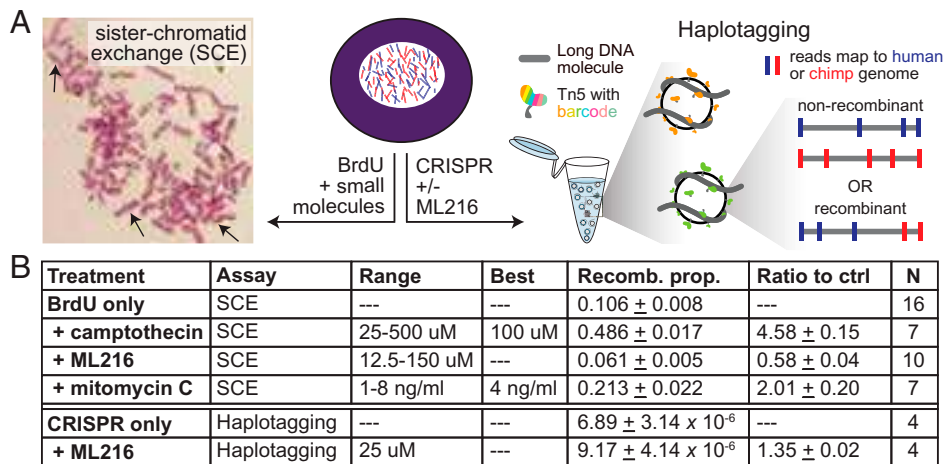 A
sister-chromatid
exchange (SCE)
BrdU
+ small
molecules
CRISPR
+/-
ML216
Haplotagging
Long DNA
molecule
Tn5 with
barcode
reads map to human
or chimp genome
non-recombinant
OR
recombinant
B
Treatment Assay Range Best Recomb. prop. Ratio to ctrl N
BrdU only SCE --- --- 0.106 ± 0.008 --- 16
+ camptothecin SCE 25-500 uM 100 uM 0.486 ± 0.017 4.58 ± 0.15 7
+ ML216 SCE 12.5-150 uM --- 0.061 ± 0.005 0.58 ± 0.04 10
+ mitomycin C SCE 1-8 ng/ml 4 ng/ml 0.213 ± 0.022 2.01 ± 0.20 7
CRISPR only Haplotagging --- --- 6.89 ± 3.14 x 10⁻⁶ --- 4
+ ML216 Haplotagging 25 uM --- 9.17 ± 4.14 x 10⁻⁶ 1.35 ± 0.02 4